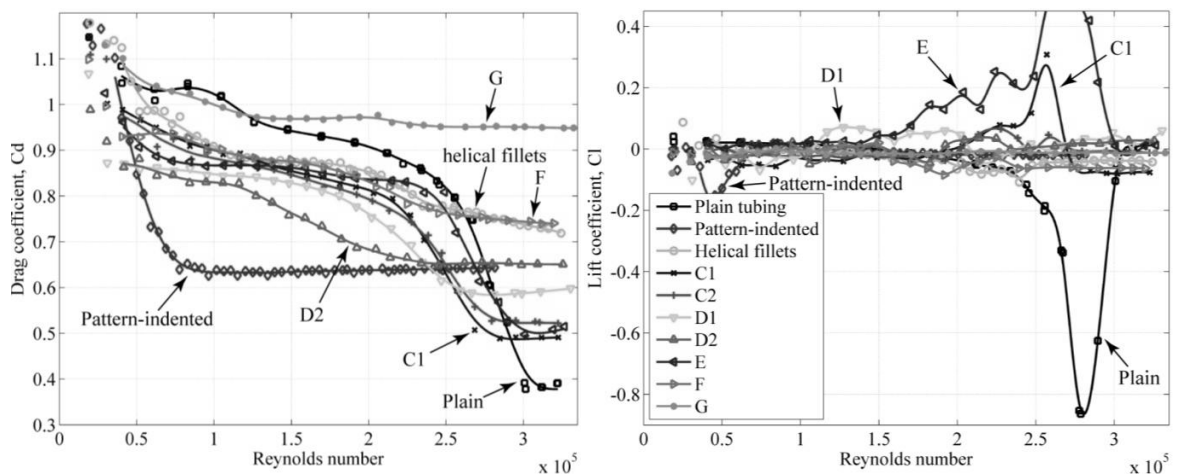 1.1
1
0.9
0.8
0.7
0.6
0.5
0.4
0.3
Drag coefficient, Cd
G
helical fillets
F
Pattern-indented
D2
C1
Plain
0
0.5
1
1.5
2
2.5
3
Reynolds number
x 10⁵
0.4
0.2
0
-0.2
-0.4
-0.6
-0.8
Lift coefficient, Cl
E
C1
D1
Pattern-indented
Plain tubing
Pattern-indented
Helical fillets
C1
C2
D1
D2
E
F
G
Plain
0
0.5
1
1.5
2
2.5
3
Reynolds number
x 10⁵